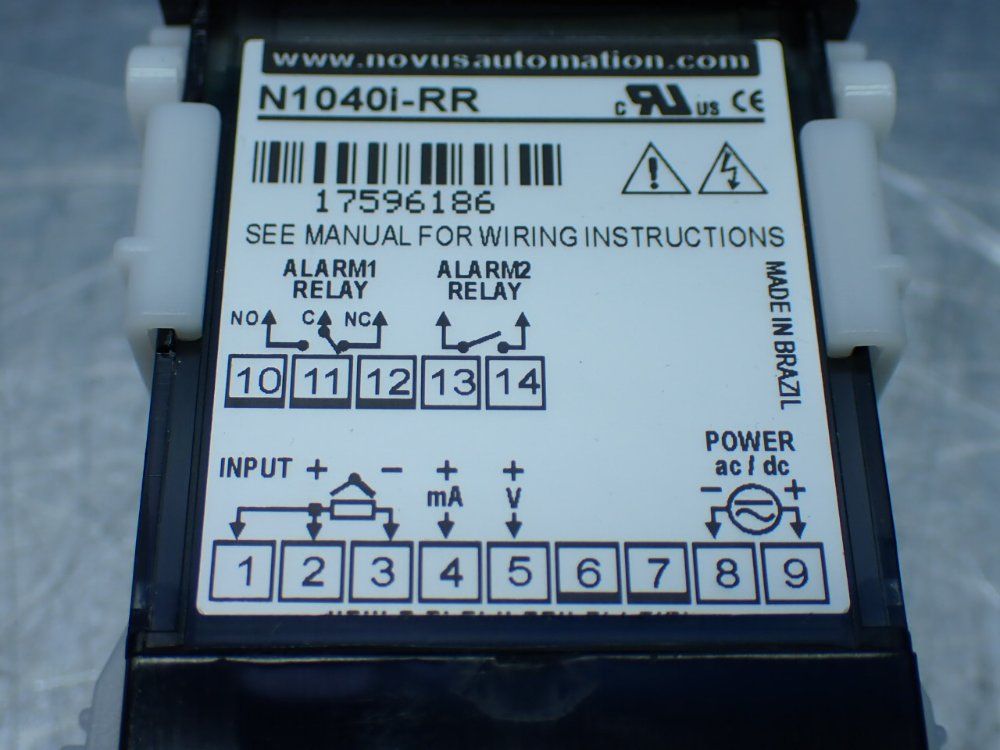 www.novusautomation.com
N1040i-RR
c RU US CE
17596186
SEE MANUAL FOR WIRING INSTRUCTIONS
ALARM1 RELAY
ALARM2 RELAY
NO C NC
10 11 12 13 14
MADE IN BRAZIL
POWER
ac / dc
INPUT + - + + - +
mA V
1 2 3 4 5 6 7 8 9